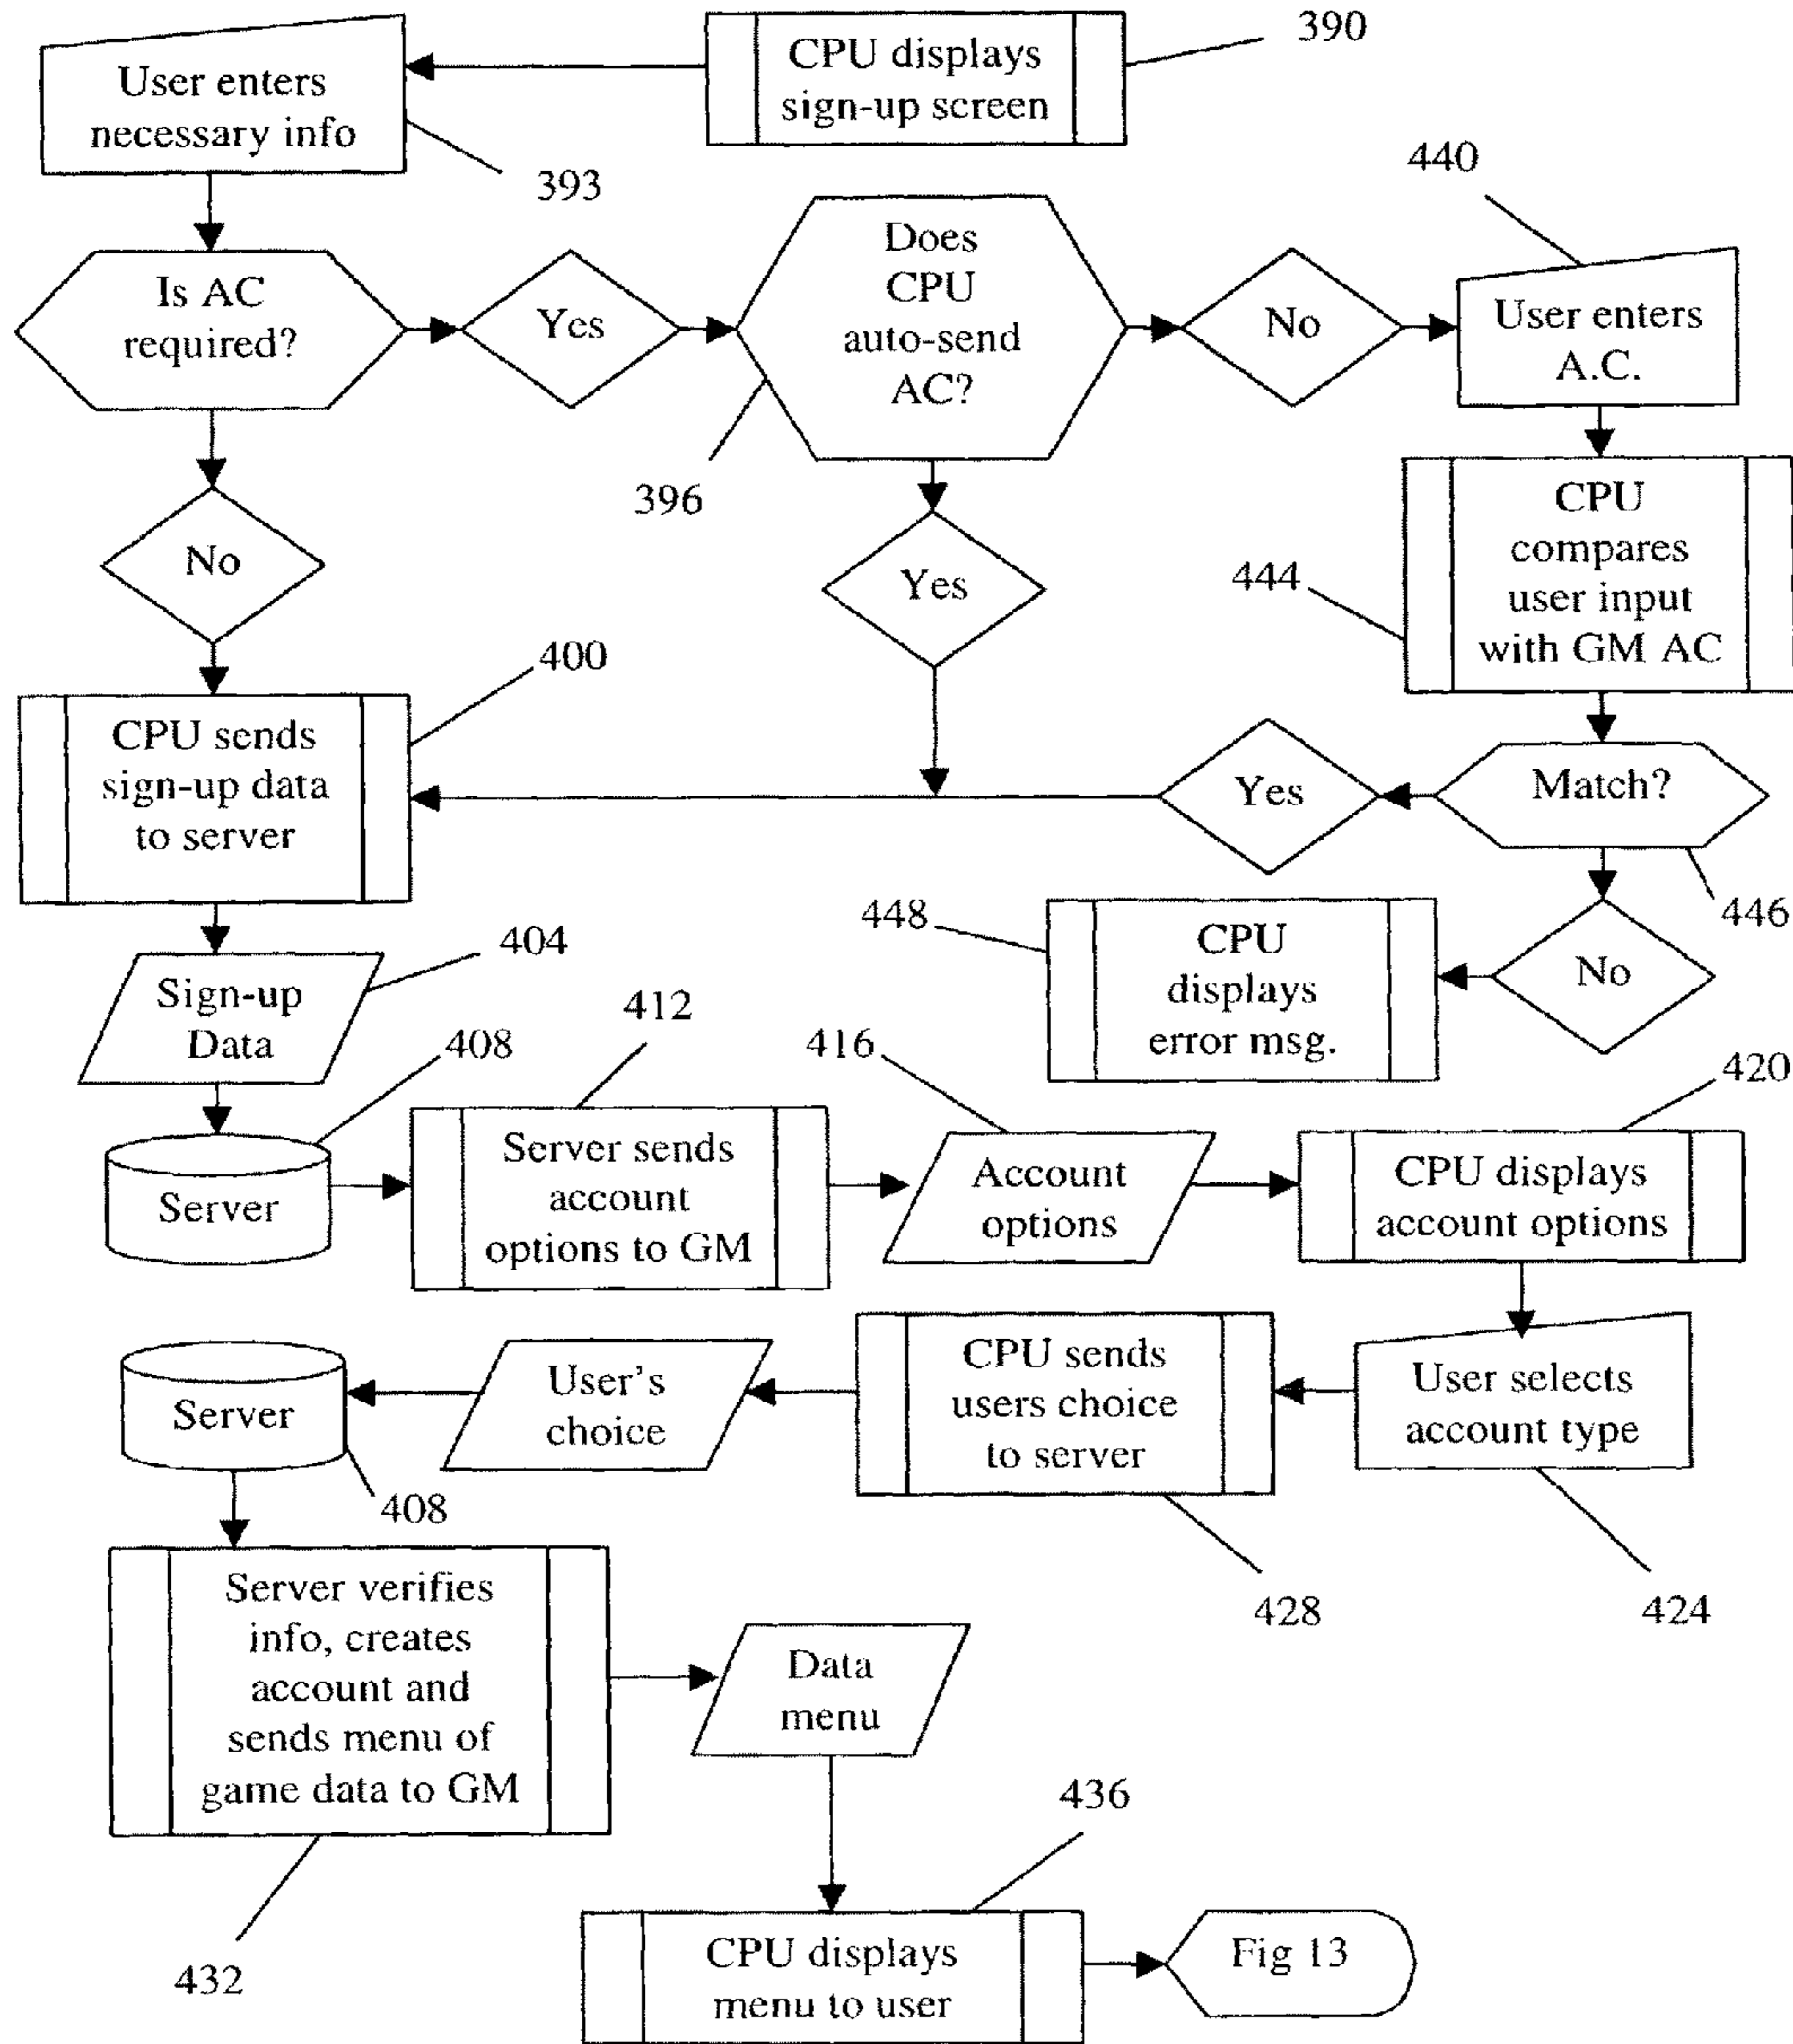 CPU displays
sign-up screen
390
User enters
necessary info
393
440
Is AC
required?
Yes
Does
CPU
auto-send
AC?
396
No
User enters
A.C.
No
Yes
CPU
compares
user input
with GM AC
444
400
CPU sends
sign-up data
to server
Yes
Match?
446
448
CPU
displays
error msg.
No
404
Sign-up
Data
408
412
416
420
Server
Server sends
account
options to GM
Account
options
CPU displays
account options
Server
408
User's
choice
CPU sends
users choice
to server
428
User selects
account type
424
Server verifies
info, creates
account and
sends menu of
game data to GM
432
Data
menu
436
CPU displays
menu to user
Fig 13